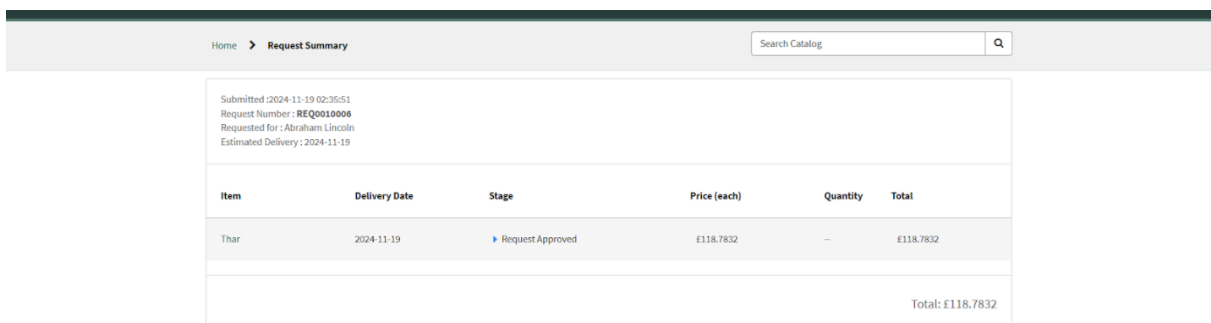 Home > Request Summary Search Catalog
Submitted :2024-11-19 02:35:51
Request Number : REQ0010006
Requested for : Abraham Lincoln
Estimated Delivery : 2024-11-19
Item Delivery Date Stage Price (each) Quantity Total
Thar 2024-11-19 Request Approved £118.7832 -- £118.7832
Total: £118.7832